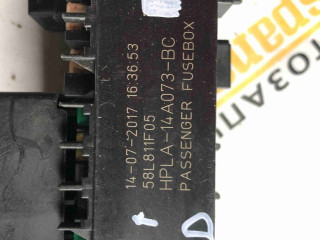 14-07-2017 16:36:53
58L811F05
HPLA-14A073-BC
PASSENGER FUSEBOX